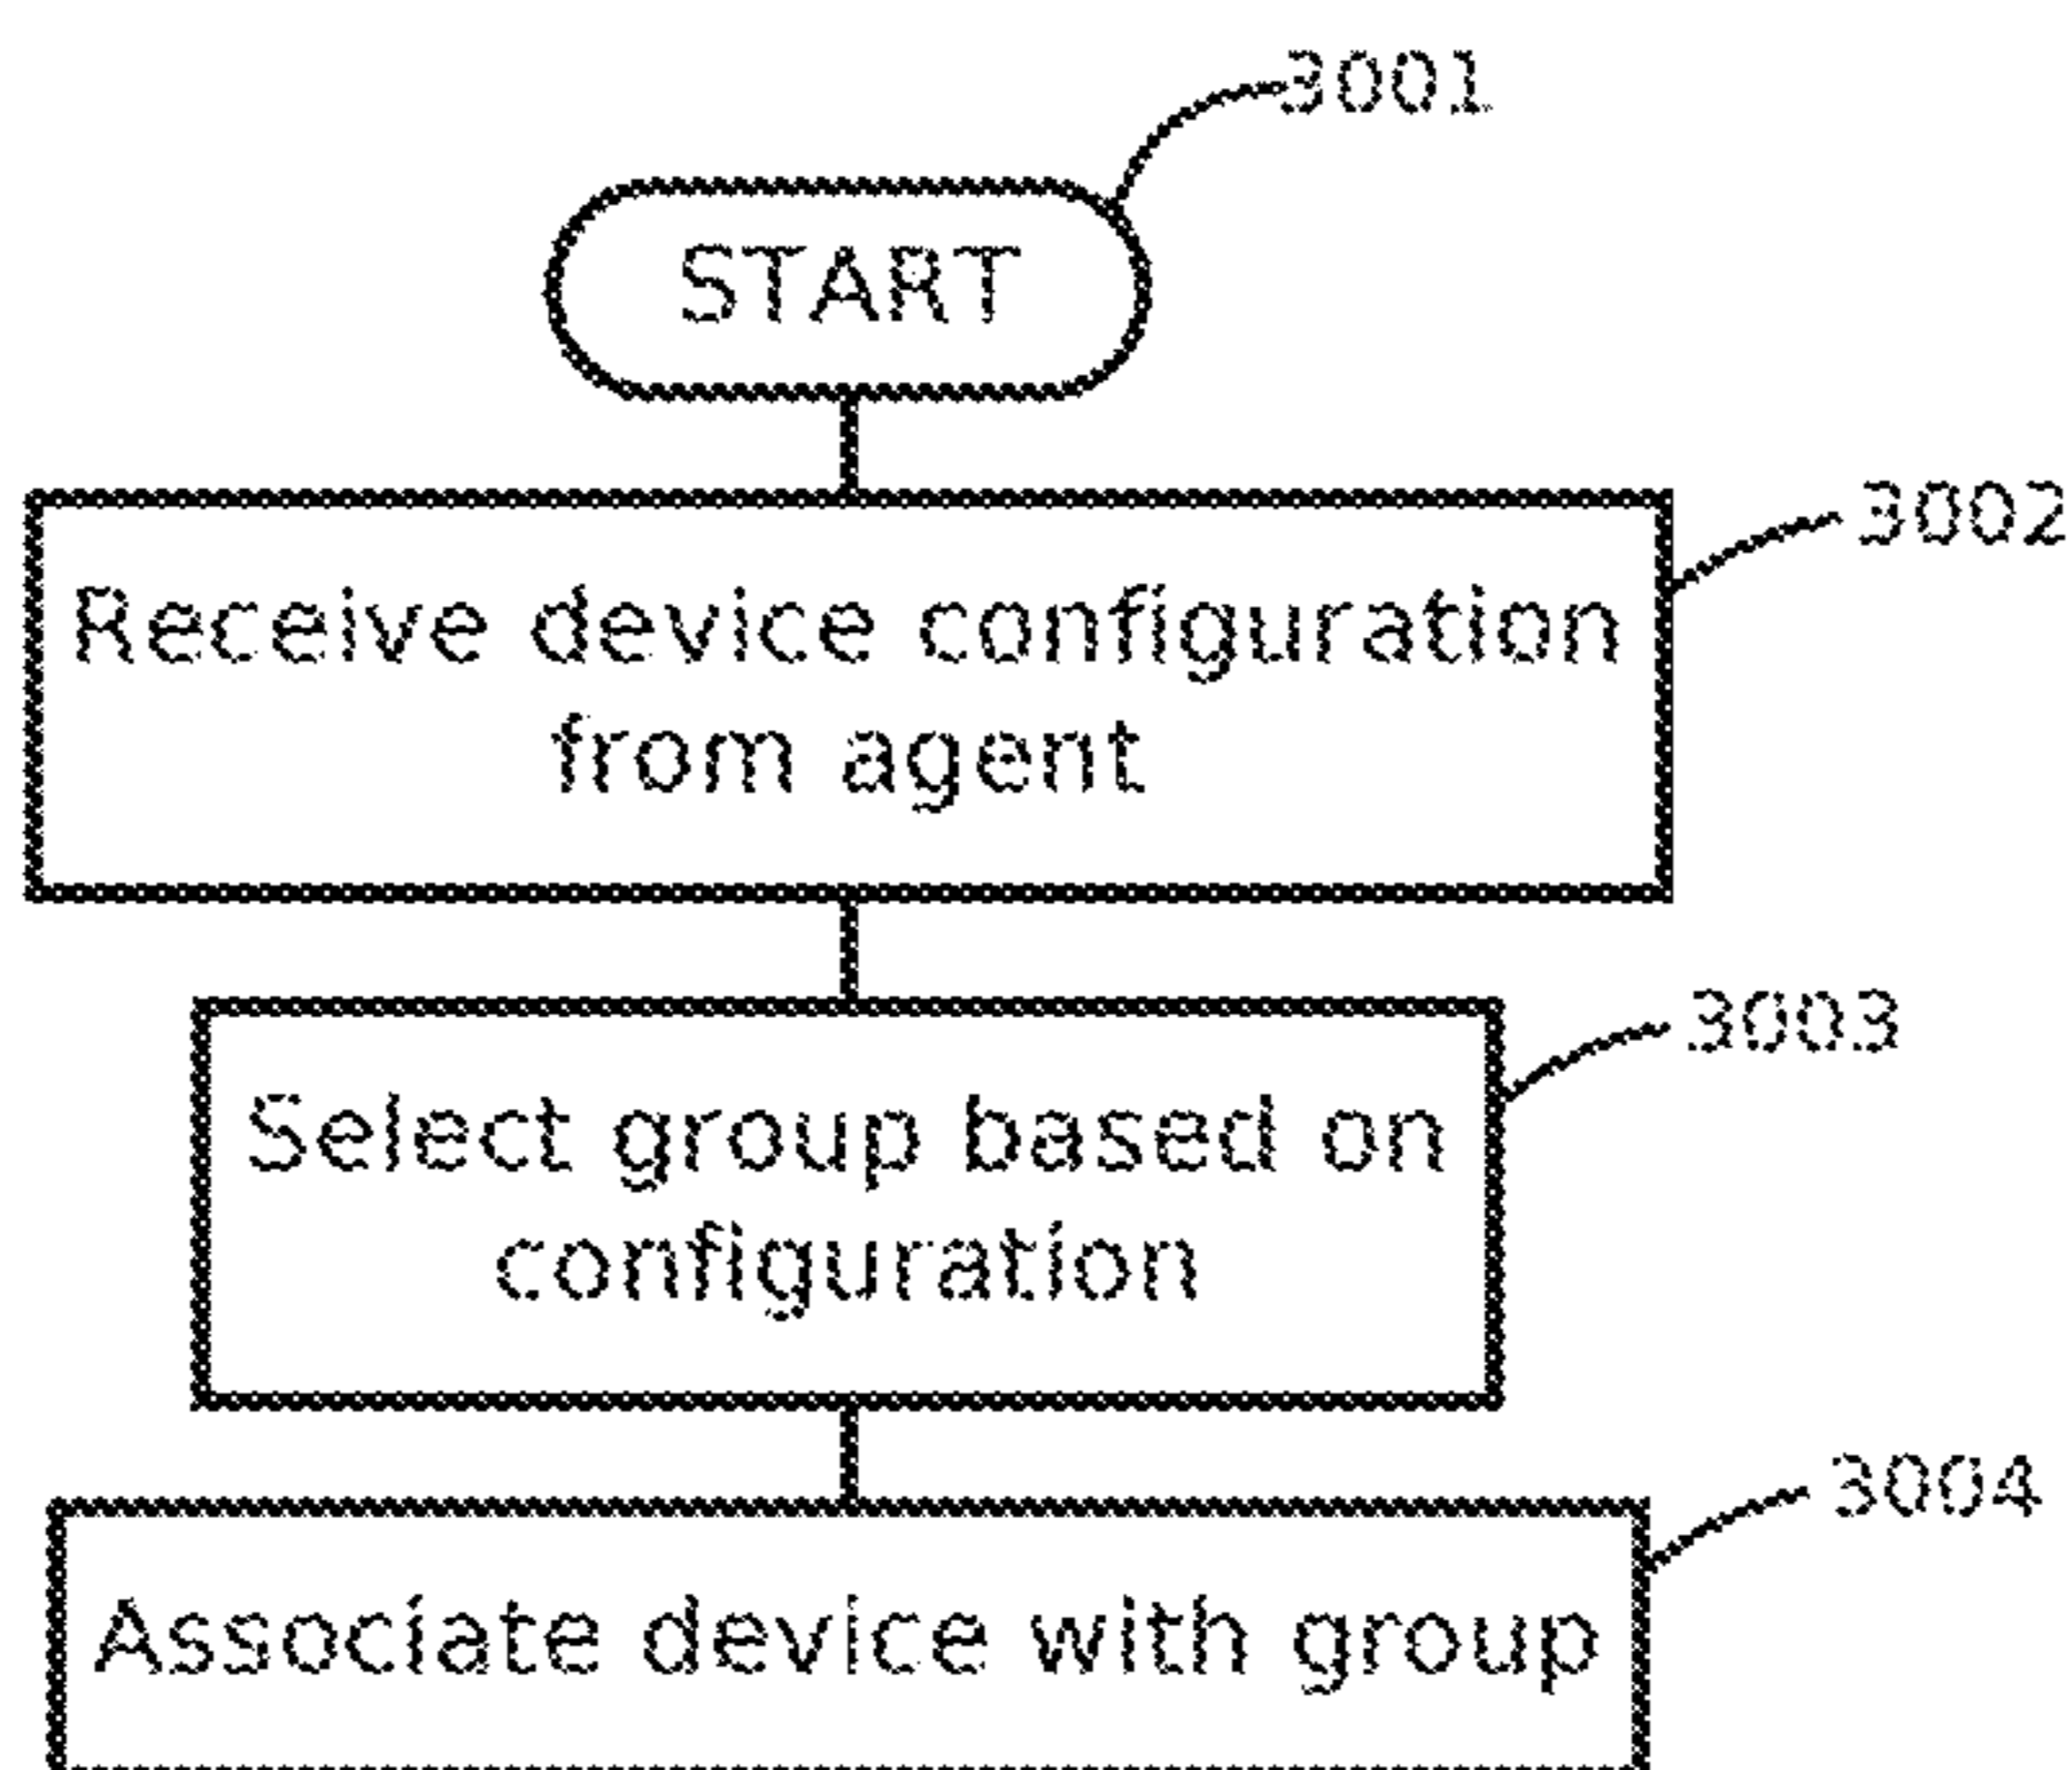 3001
START
3002
Receive device configuration
from agent
3003
Select group based on
configuration
3004
Associate device with group